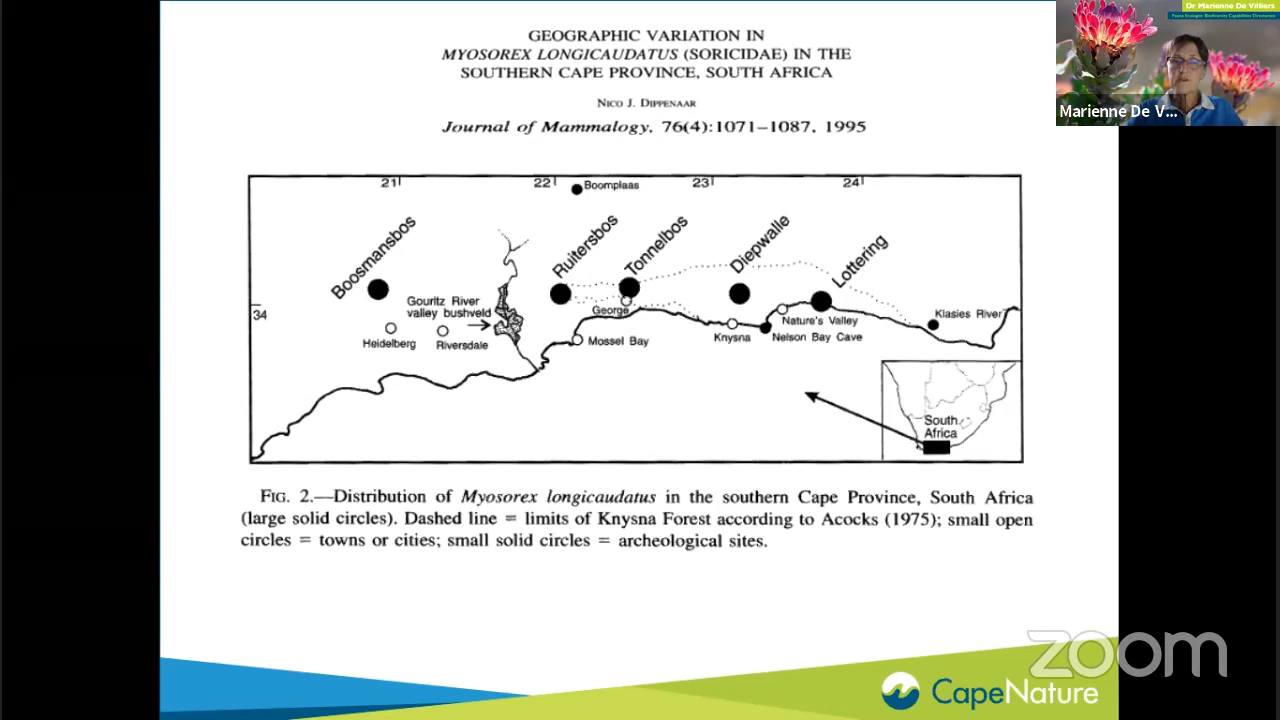 Dr Marienne De Villiers
Fauna Ecologist: Biodiversity Capabilities Directorate
Marienne De V...
GEOGRAPHIC VARIATION IN
MYOSOREX LONGICAUDATUS (SORICIDAE) IN THE
SOUTHERN CAPE PROVINCE, SOUTH AFRICA
NICO J. DIPPENAAR
Journal of Mammalogy, 76(4):1071–1087, 1995
21
22
23
24
Boomplaas
Boosmansbos
Ruitersbos
Tonnelbos
Diepwalle
Lottering
34
Gouritz River
valley bushveld
George
Nature's Valley
Klasies River
Heidelberg
Riversdale
Mossel Bay
Knysna
Nelson Bay Cave
South
Africa
FIG. 2.—Distribution of Myosorex longicaudatus in the southern Cape Province, South Africa
(large solid circles). Dashed line = limits of Knysna Forest according to Acocks (1975); small open
circles = towns or cities; small solid circles = archeological sites.
zoom
CapeNature